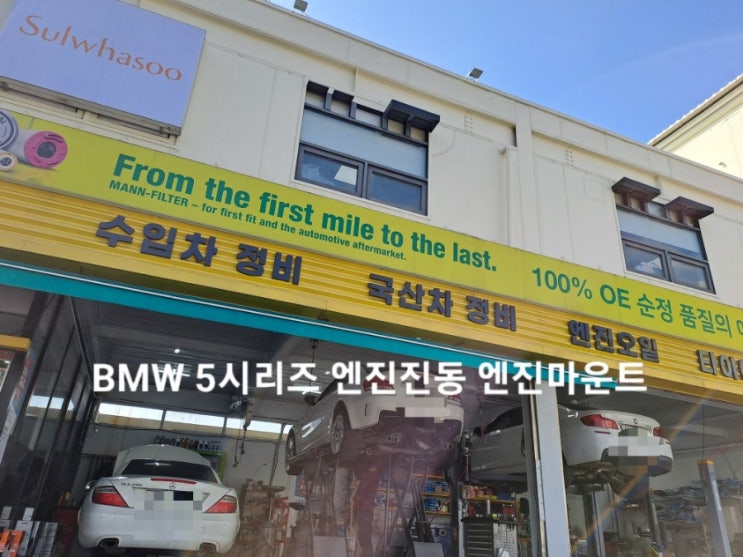 Sulwhasoo
From the first mile to the last.
MANN-FILTER – for first fit and the automotive aftermarket.
100% OE 순정 품질의
수입차 정비 국산차 정비 엔진오일
BMW 5시리즈 엔진진동 엔진마운트